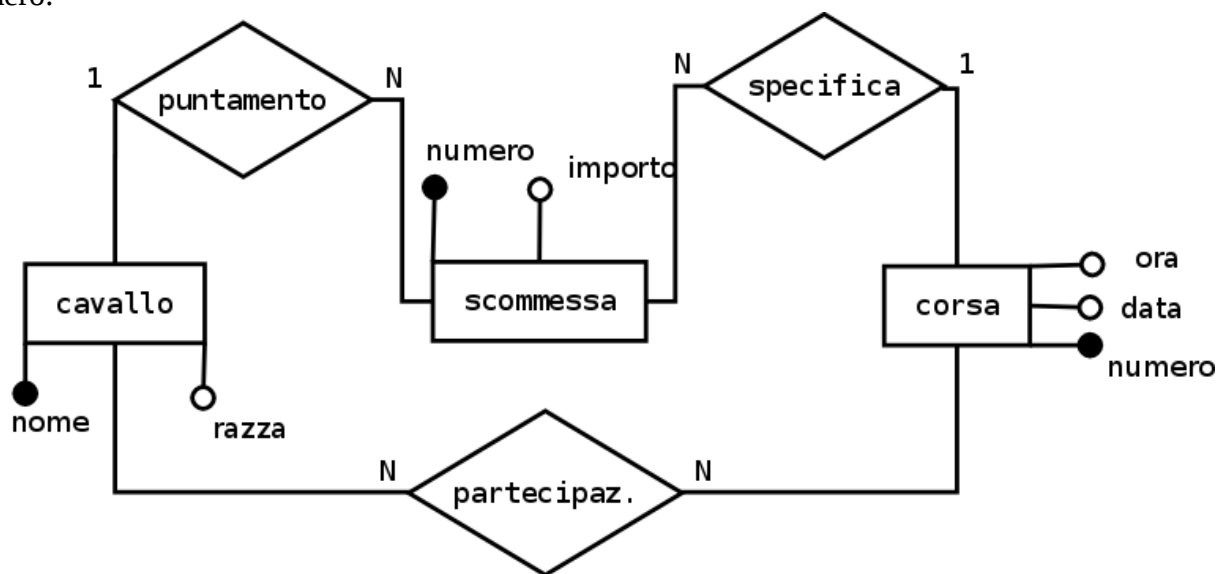 1
puntamento
N
N
specifica
1
numero
importo
cavallo
scommessa
corsa
ora
data
numero
nome
razza
N
partecipaz.
N